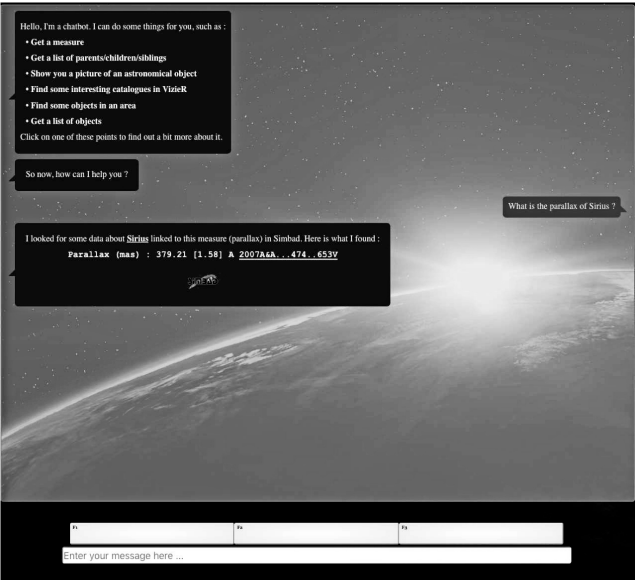 Hello, I'm a chatbot. I can do some things for you, such as :
• Get a measure
• Get a list of parents/children/siblings
• Show you a picture of an astronomical object
• Find some interesting catalogues in VizieR
• Find some objects in an area
• Get a list of objects
Click on one of these points to find out a bit more about it.
So now, how can I help you ?
What is the parallax of Sirius ?
I looked for some data about Sirius linked to this measure (parallax) in Simbad. Here is what I found :
Parallax (mas) : 379.21 [1.58] A 2007A&A...474..653V
F1 F2 F3
Enter your message here ...